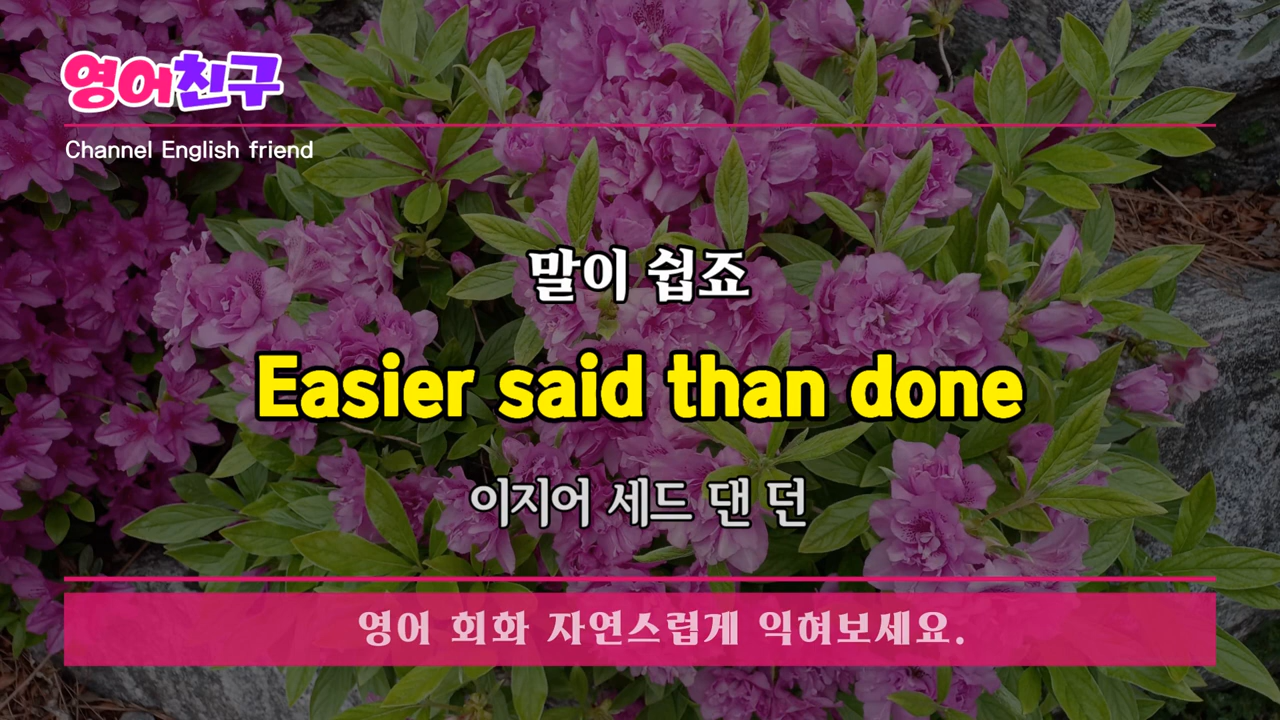 영어친구
Channel English friend
말이 쉽죠
Easier said than done
이지어 세드 댄 던
영어 회화 자연스럽게 익혀보세요.